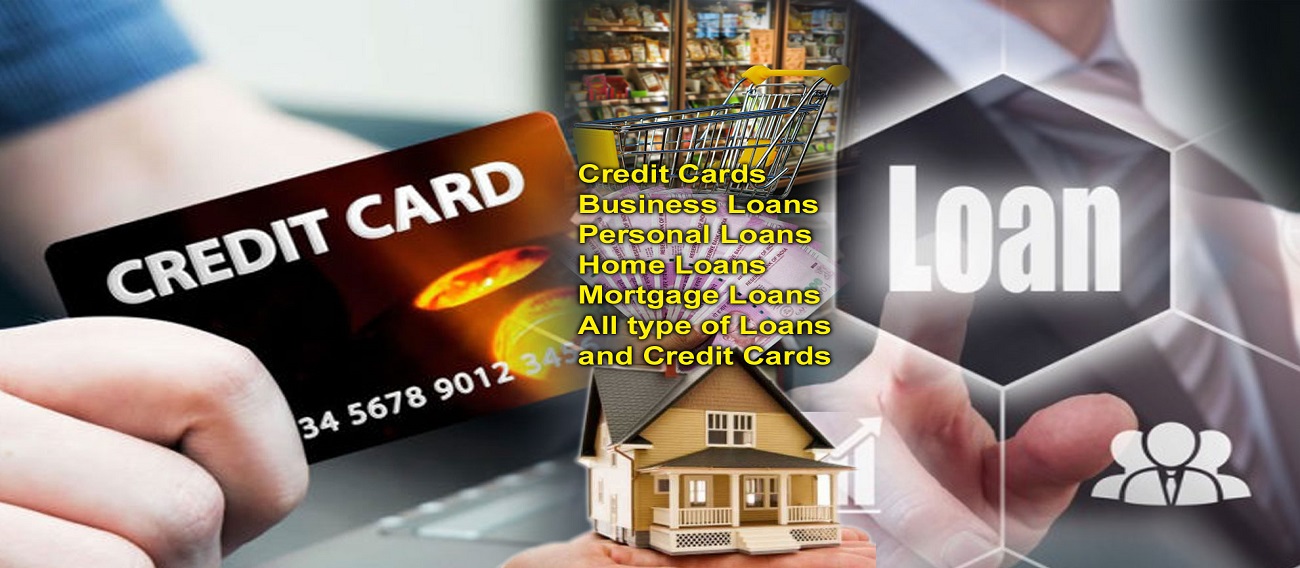 CREDIT CARD
34 5678 9012 3456
Credit Cards
Business Loans
Personal Loans
Home Loans
Mortgage Loans
All type of Loans
and Credit Cards
Loan